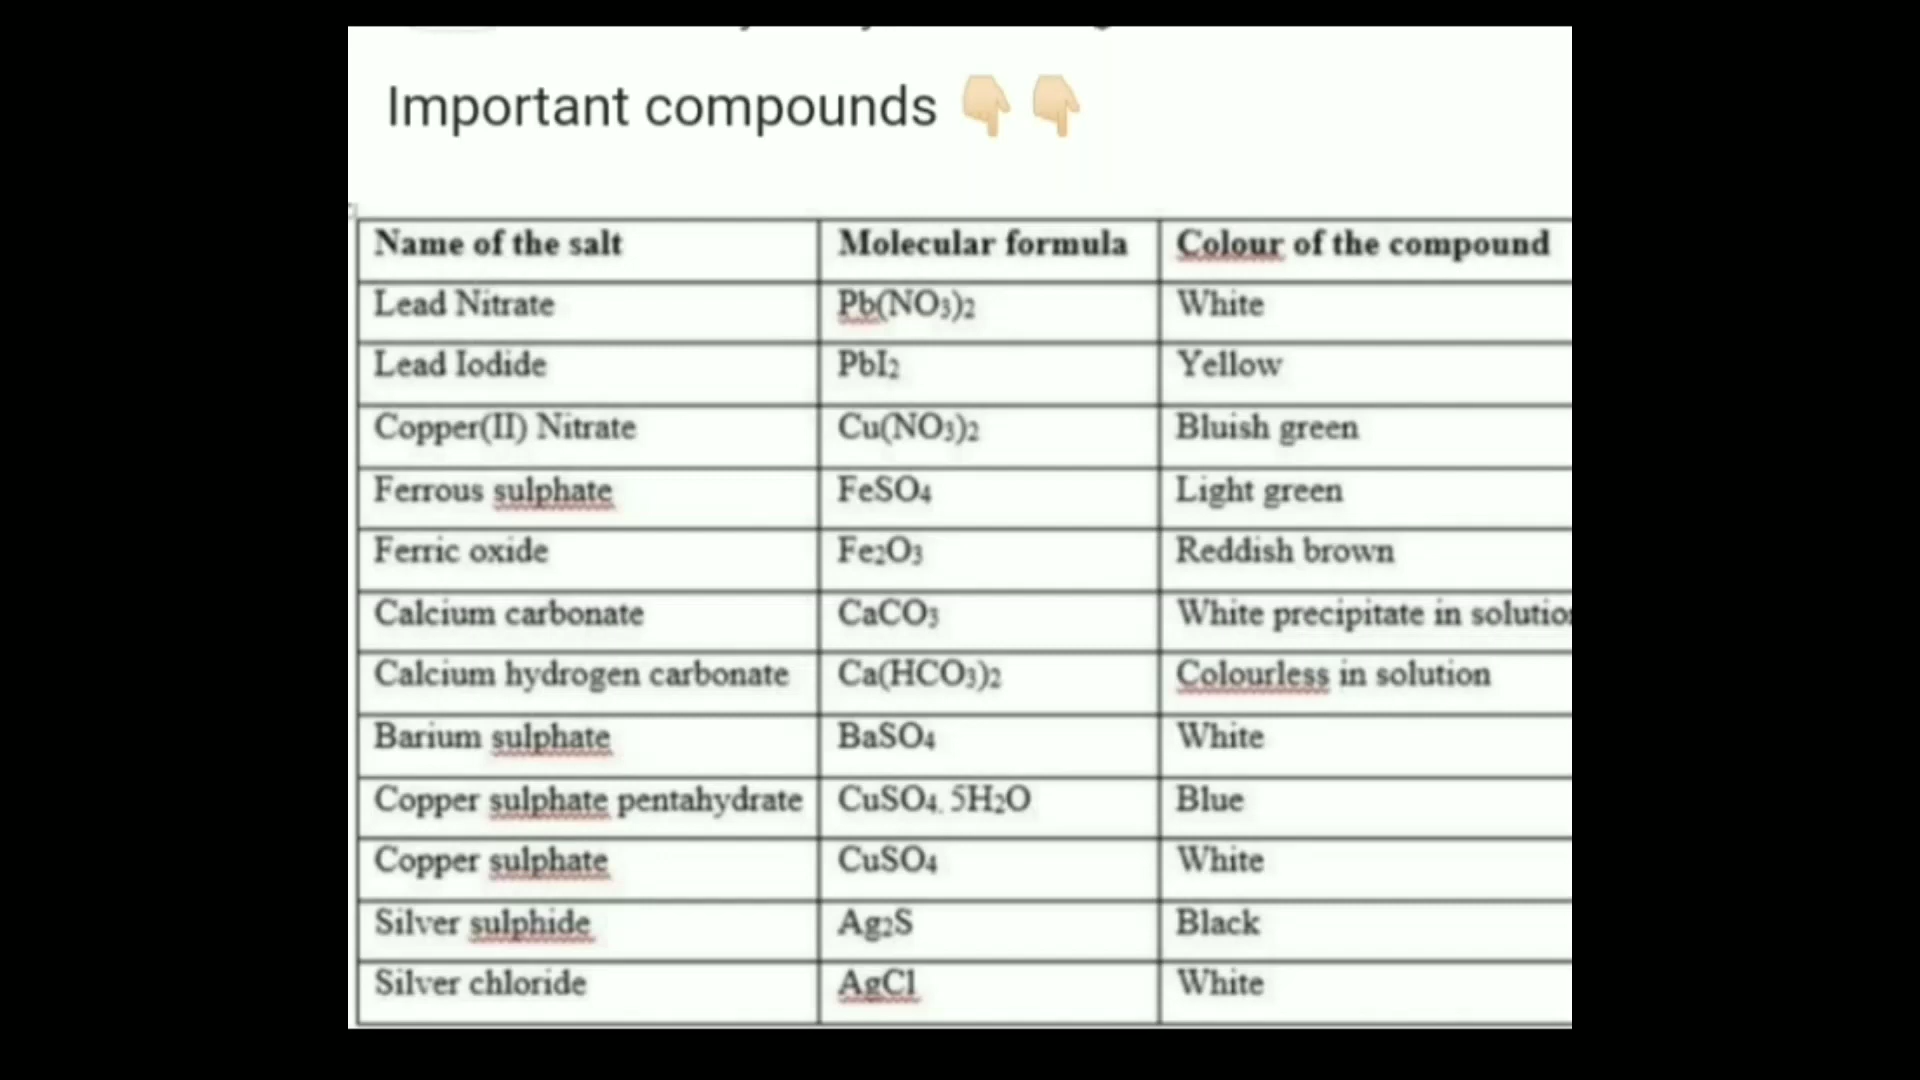 Important compounds 👇🏻👇🏻
Name of the salt Molecular formula Colour of the compound
Lead Nitrate Pb(NO3)2 White
Lead Iodide PbI2 Yellow
Copper(II) Nitrate Cu(NO3)2 Bluish green
Ferrous sulphate FeSO4 Light green
Ferric oxide Fe2O3 Reddish brown
Calcium carbonate CaCO3 White precipitate in solution
Calcium hydrogen carbonate Ca(HCO3)2 Colourless in solution
Barium sulphate BaSO4 White
Copper sulphate pentahydrate CuSO4. 5H2O Blue
Copper sulphate CuSO4 White
Silver sulphide Ag2S Black
Silver chloride AgCl White